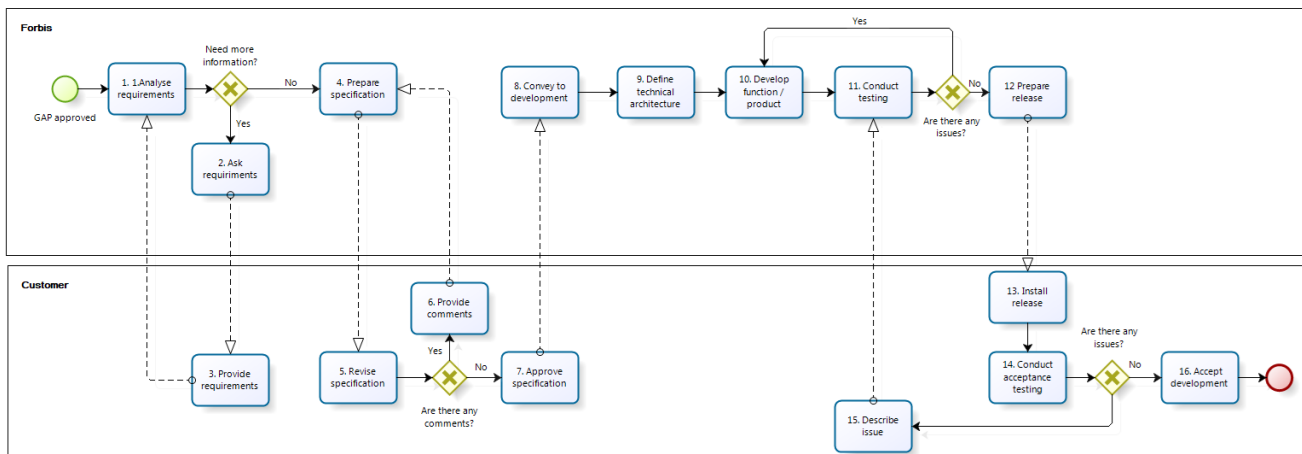 Forbis
GAP approved
1. 1.Analyse
requirements
Need more
information?
No
Yes
2. Ask
requiriments
4. Prepare
specification
8. Convey to
development
9. Define
technical
architecture
10. Develop
function /
product
11. Conduct
testing
Yes
No
Are there any
issues?
12 Prepare
release
Customer
3. Provide
requirements
5. Revise
specification
6. Provide
comments
Yes
No
Are there any
comments?
7. Approve
specification
13. Install
release
14. Conduct
acceptance
testing
Are there any
issues?
No
15. Describe
issue
16. Accept
development